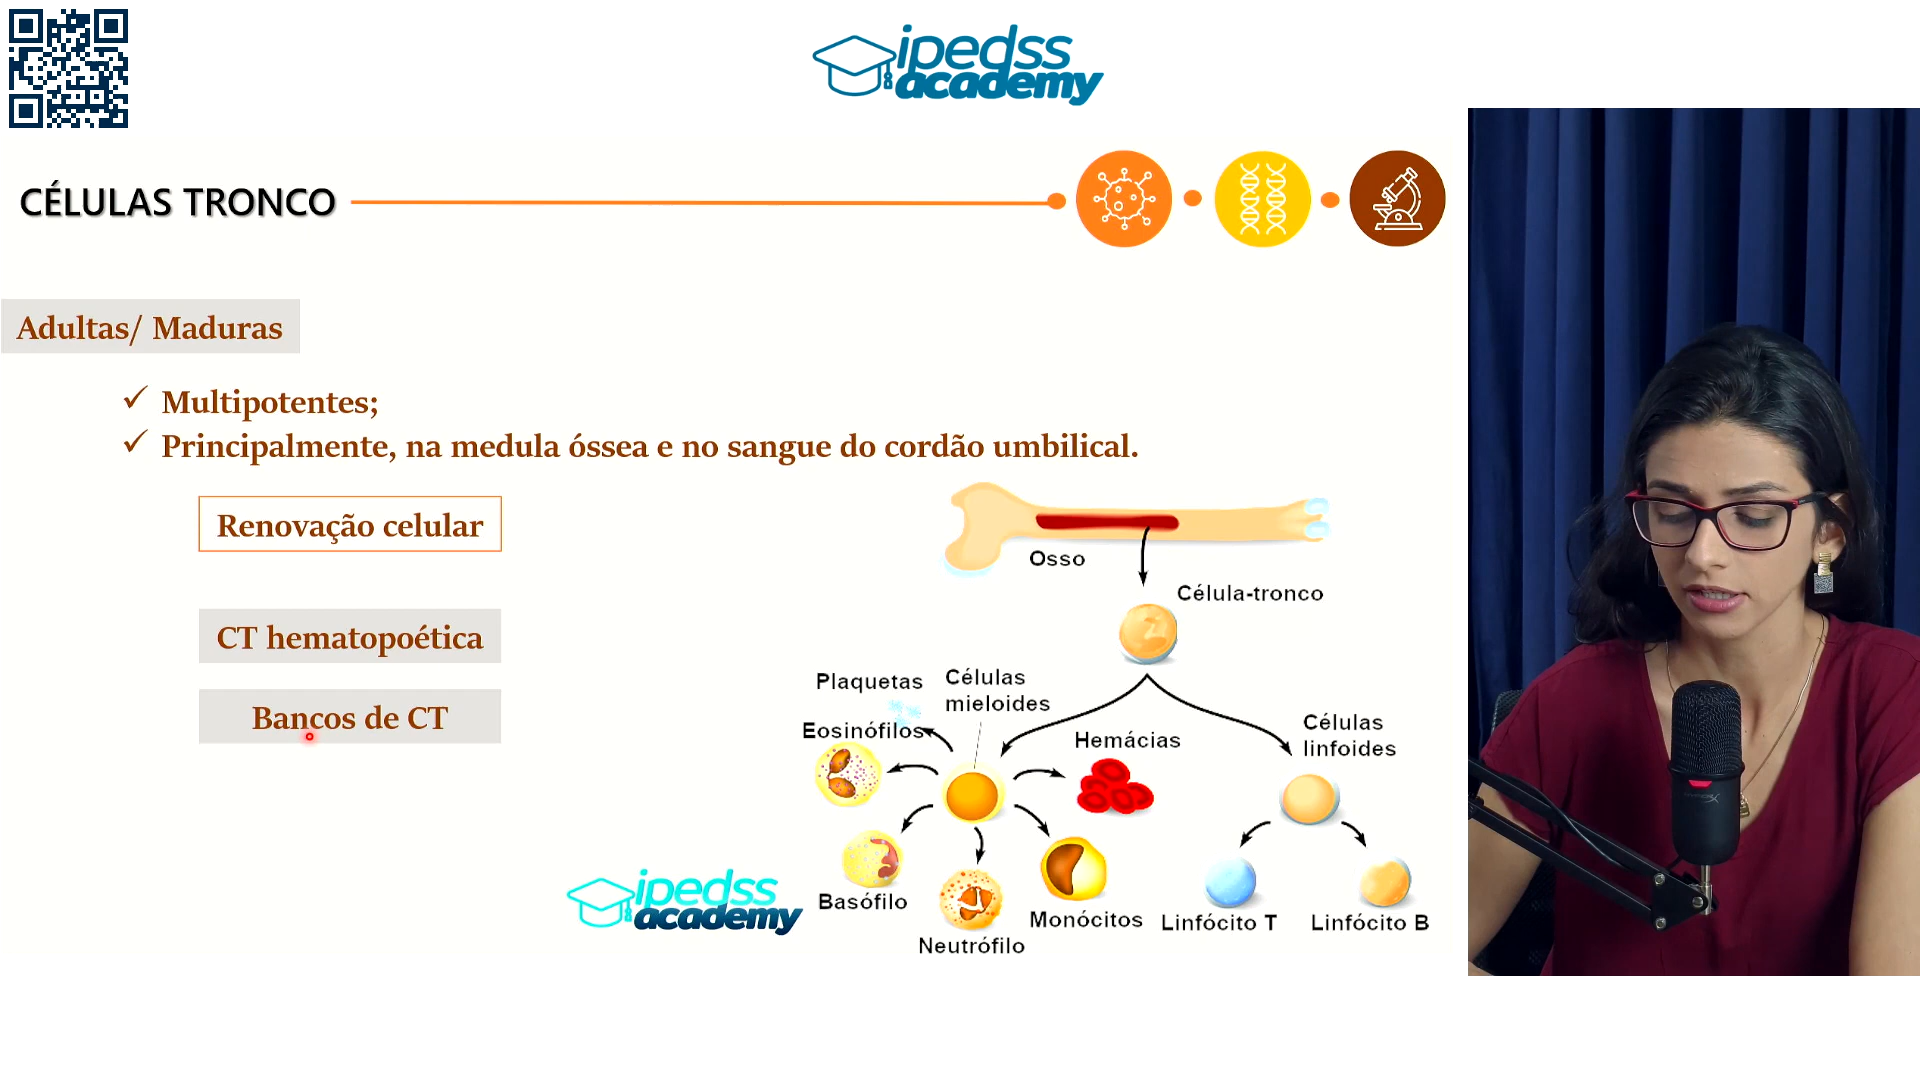 ipedss
academy
CÉLULAS TRONCO
Adultas/ Maduras
✓ Multipotentes;
✓ Principalmente, na medula óssea e no sangue do cordão umbilical.
Renovação celular
CT hematopoética
Bancos de CT
Osso
Célula-tronco
Plaquetas
Células
mieloides
Eosinófilos
Hemácias
Células
linfoides
Basófilo
Neutrófilo
Monócitos
Linfócito T
Linfócito B
ipedss
academy